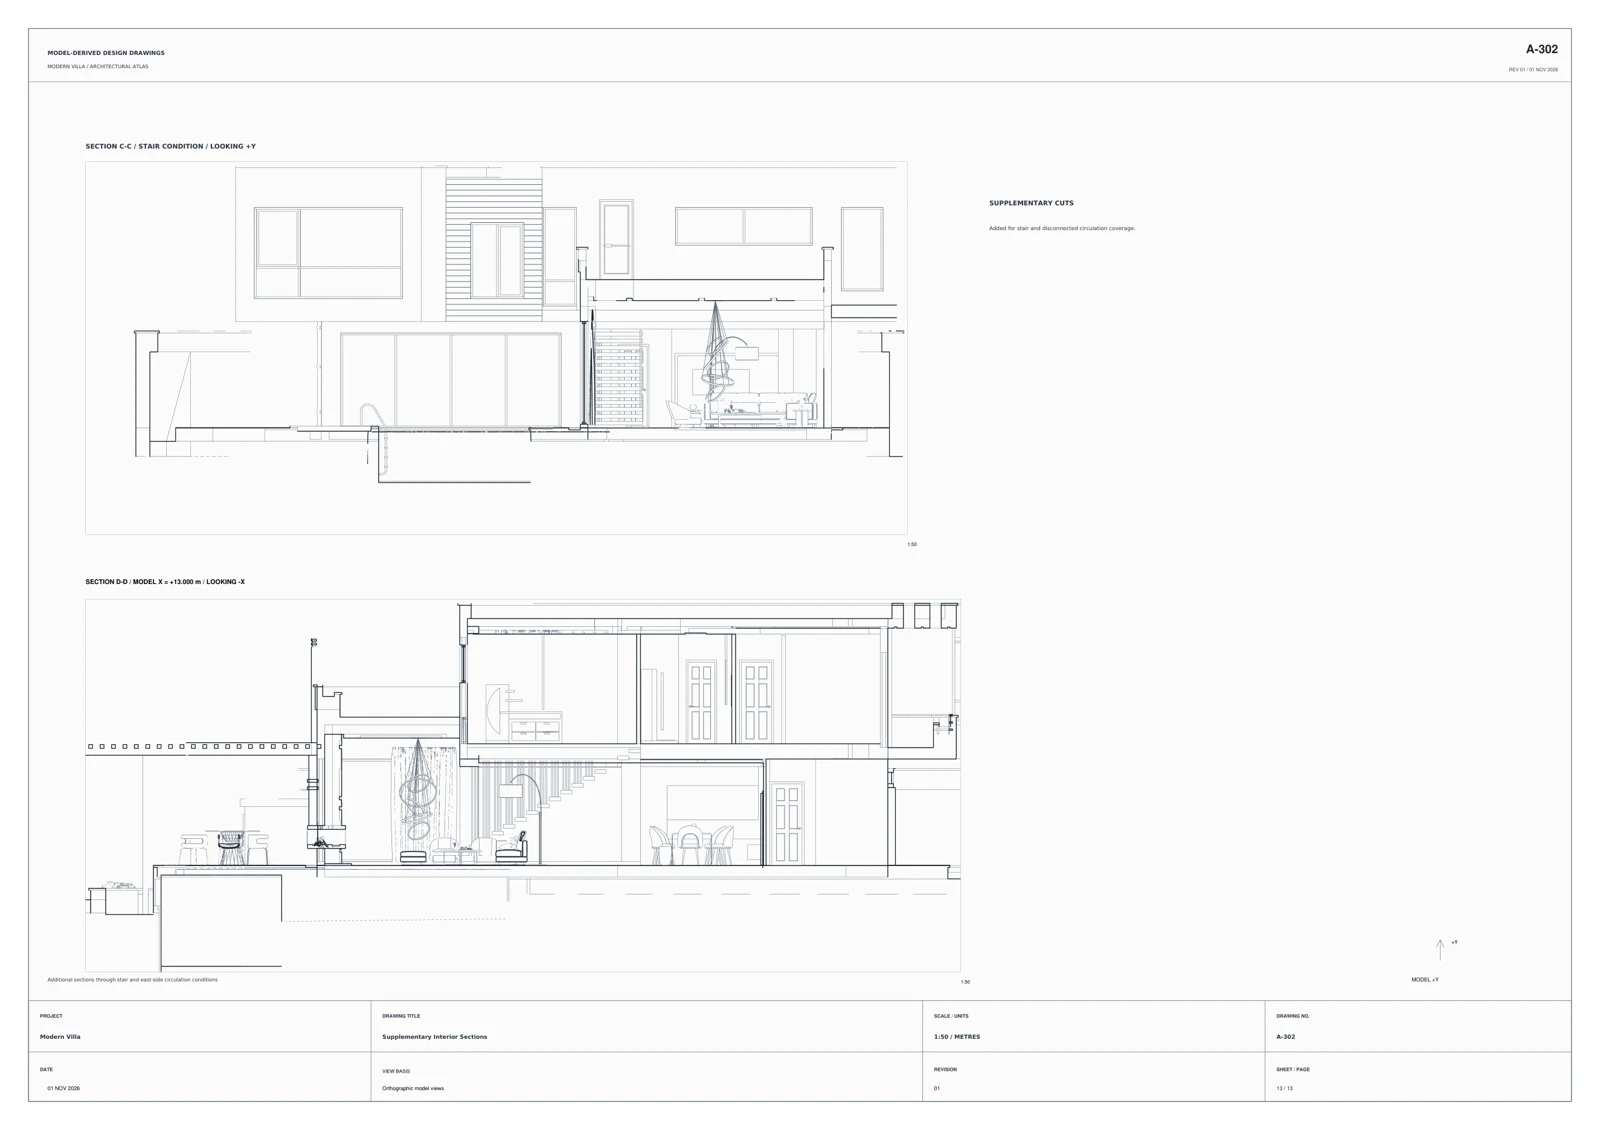 MODEL-DERIVED DESIGN DRAWINGS
MODERN VILLA / ARCHITECTURAL ATLAS
A-302
REV 01 / 01 NOV 2026
SECTION C-C / STAIR CONDITION / LOOKING +Y
SUPPLEMENTARY CUTS
Added for stair and disconnected circulation coverage.
1:50
SECTION D-D / MODEL X = +13.000 m / LOOKING -X
+Y
MODEL +Y
Additional sections through stair and east-side circulation conditions
1:50
PROJECT
Modern Villa
DRAWING TITLE
Supplementary Interior Sections
SCALE / UNITS
1:50 / METRES
DRAWING NO.
A-302
DATE
01 NOV 2026
VIEW BASIS
Orthographic model views
REVISION
01
SHEET / PAGE
13 / 13